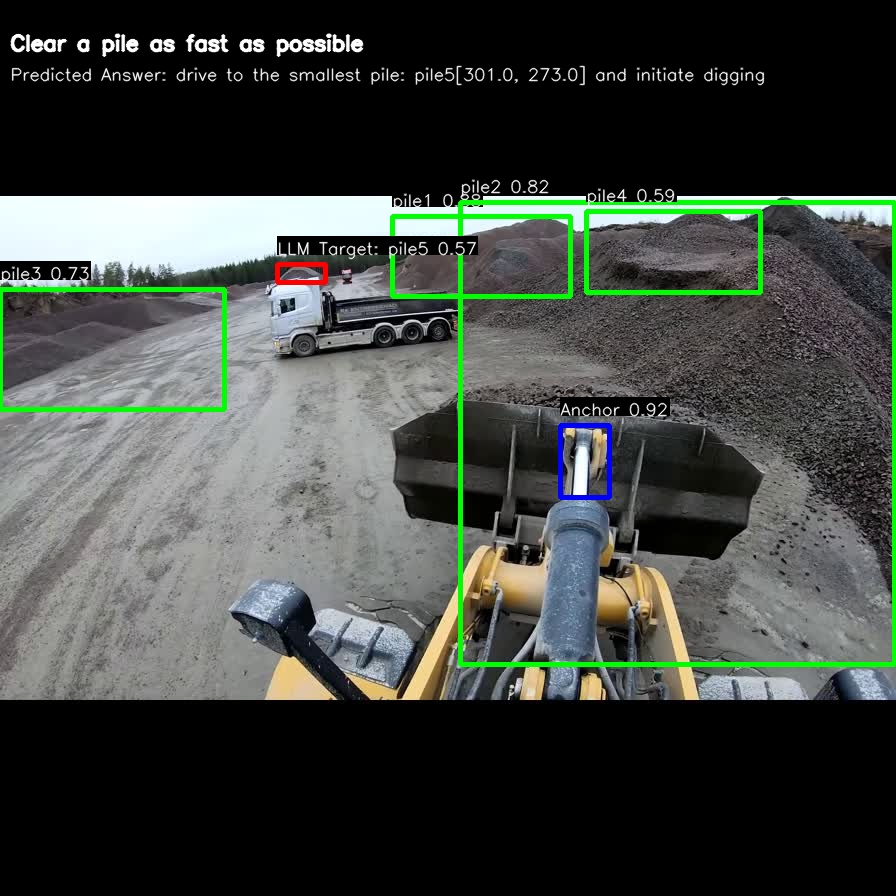 Clear a pile as fast as possible
Predicted Answer: drive to the smallest pile: pile5[301.0, 273.0] and initiate digging
pile2 0.82
pile4 0.59
pile1
LLM Target: pile5 0.57
pile3 0.73
Anchor 0.92